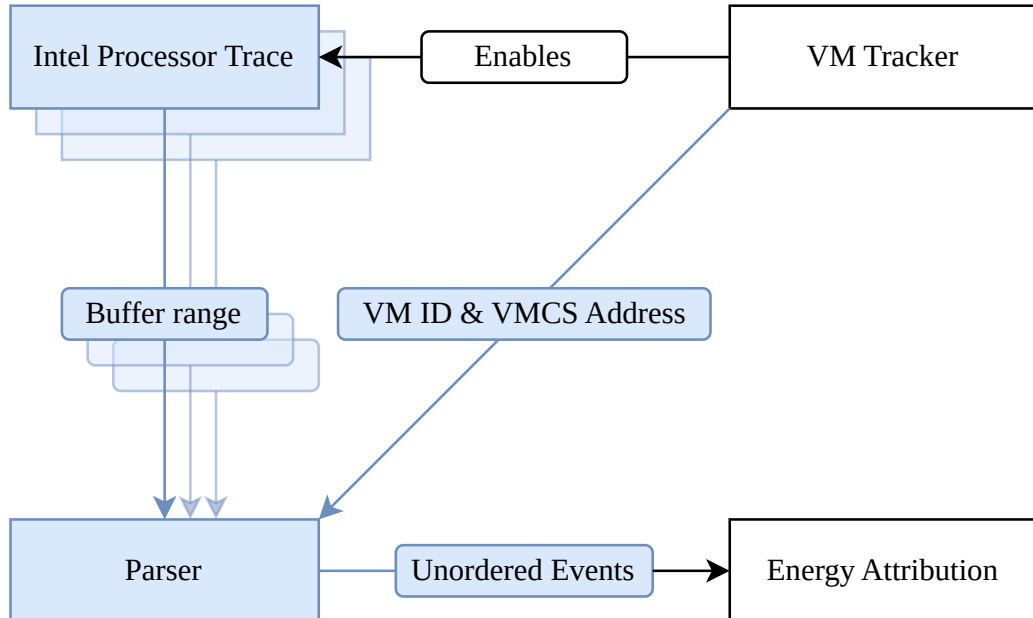 Intel Processor Trace
Enables
VM Tracker
Buffer range
VM ID & VMCS Address
Parser
Unordered Events
Energy Attribution